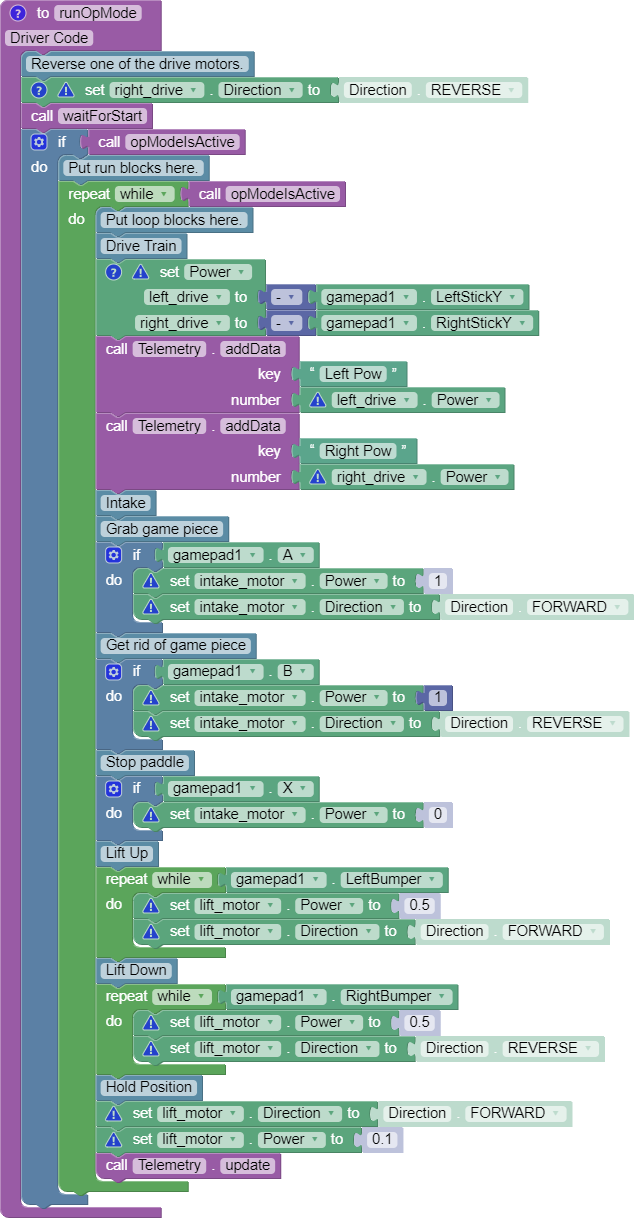 ? to runOpMode
Driver Code
Reverse one of the drive motors.
? ! set right_drive . Direction to Direction . REVERSE
call waitForStart
if call opModeIsActive
do Put run blocks here.
repeat while call opModeIsActive
do Put loop blocks here.
Drive Train
? ! set Power
left_drive to - gamepad1 . LeftStickY
right_drive to - gamepad1 . RightStickY
call Telemetry . addData
key “ Left Pow ”
number ! left_drive . Power
call Telemetry . addData
key “ Right Pow ”
number ! right_drive . Power
Intake
Grab game piece
if gamepad1 . A
do ! set intake_motor . Power to 1
! set intake_motor . Direction to Direction . FORWARD
Get rid of game piece
if gamepad1 . B
do ! set intake_motor . Power to 1
! set intake_motor . Direction to Direction . REVERSE
Stop paddle
if gamepad1 . X
do ! set intake_motor . Power to 0
Lift Up
repeat while gamepad1 . LeftBumper
do ! set lift_motor . Power to 0.5
! set lift_motor . Direction to Direction . FORWARD
Lift Down
repeat while gamepad1 . RightBumper
do ! set lift_motor . Power to 0.5
! set lift_motor . Direction to Direction . REVERSE
Hold Position
! set lift_motor . Direction to Direction . FORWARD
! set lift_motor . Power to 0.1
call Telemetry . update